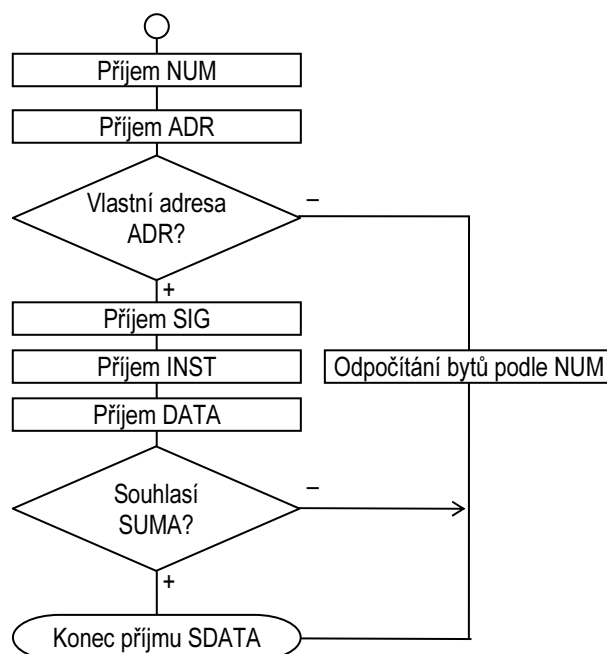 Příjem NUM
Příjem ADR
Vlastní adresa
ADR?
–
+
Příjem SIG
Příjem INST
Odpočítání bytů podle NUM
Příjem DATA
Souhlasí
SUMA?
–
+
Konec příjmu SDATA